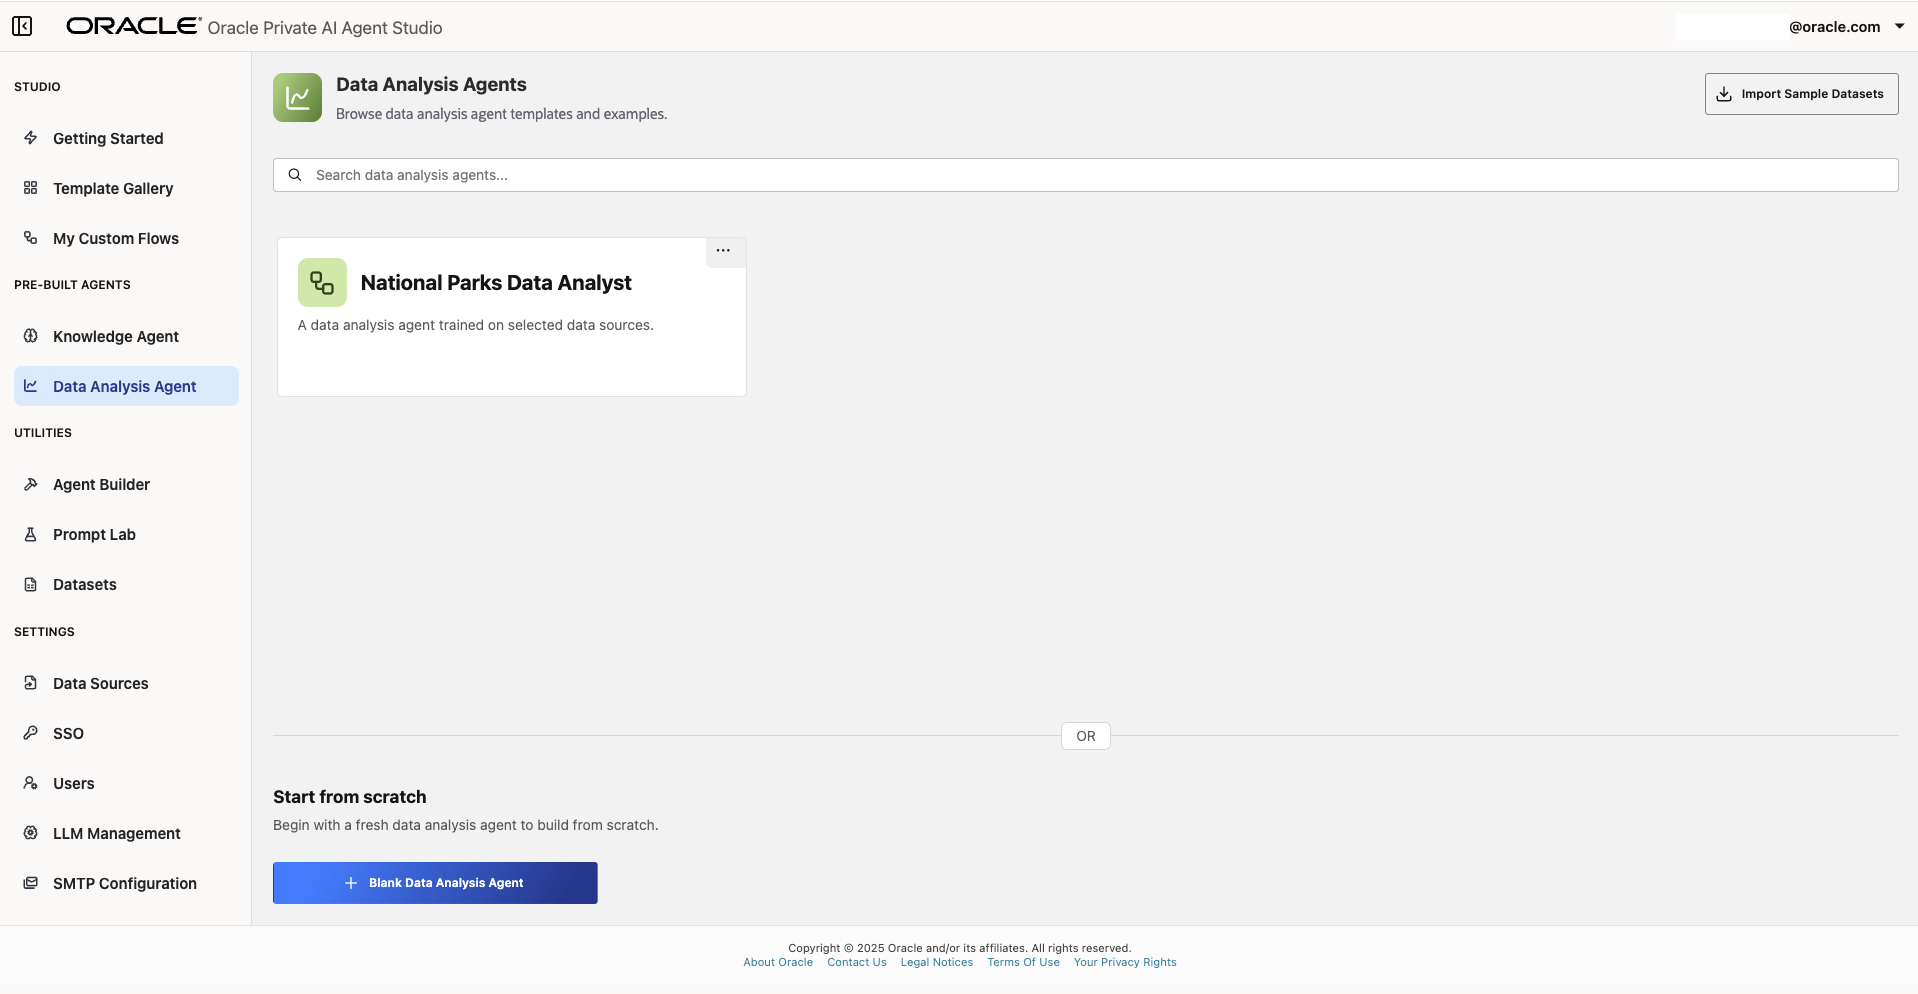 ORACLE® Oracle Private AI Agent Studio
@oracle.com
STUDIO
Getting Started
Template Gallery
My Custom Flows
PRE-BUILT AGENTS
Knowledge Agent
Data Analysis Agent
UTILITIES
Agent Builder
Prompt Lab
Datasets
SETTINGS
Data Sources
SSO
Users
LLM Management
SMTP Configuration
Data Analysis Agents
Browse data analysis agent templates and examples.
Import Sample Datasets
Search data analysis agents...
...
National Parks Data Analyst
A data analysis agent trained on selected data sources.
OR
Start from scratch
Begin with a fresh data analysis agent to build from scratch.
+ Blank Data Analysis Agent
Copyright © 2025 Oracle and/or its affiliates. All rights reserved.
About Oracle Contact Us Legal Notices Terms Of Use Your Privacy Rights